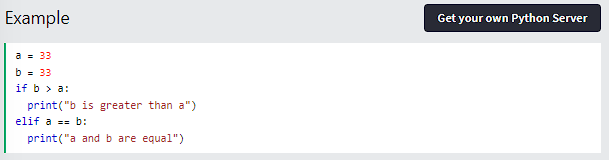 Example
Get your own Python Server
a = 33
b = 33
if b > a:
  print("b is greater than a")
elif a == b:
  print("a and b are equal")